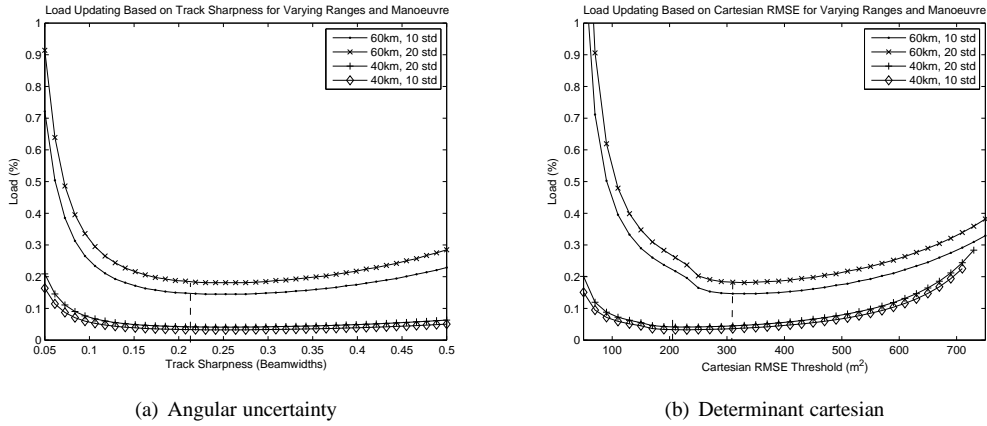 Load Updating Based on Track Sharpness for Varying Ranges and Manoeuvre
60km, 10 std
60km, 20 std
40km, 20 std
40km, 10 std
1
0.9
0.8
0.7
0.6
0.5
0.4
0.3
0.2
0.1
0
Load (%)
0.05 0.1 0.15 0.2 0.25 0.3 0.35 0.4 0.45 0.5
Track Sharpness (Beamwidths)
(a) Angular uncertainty
Load Updating Based on Cartesian RMSE for Varying Ranges and Manoeuvre
60km, 10 std
60km, 20 std
40km, 20 std
40km, 10 std
1
0.9
0.8
0.7
0.6
0.5
0.4
0.3
0.2
0.1
0
Load (%)
100 200 300 400 500 600 700
Cartesian RMSE Threshold (m²)
(b) Determinant cartesian